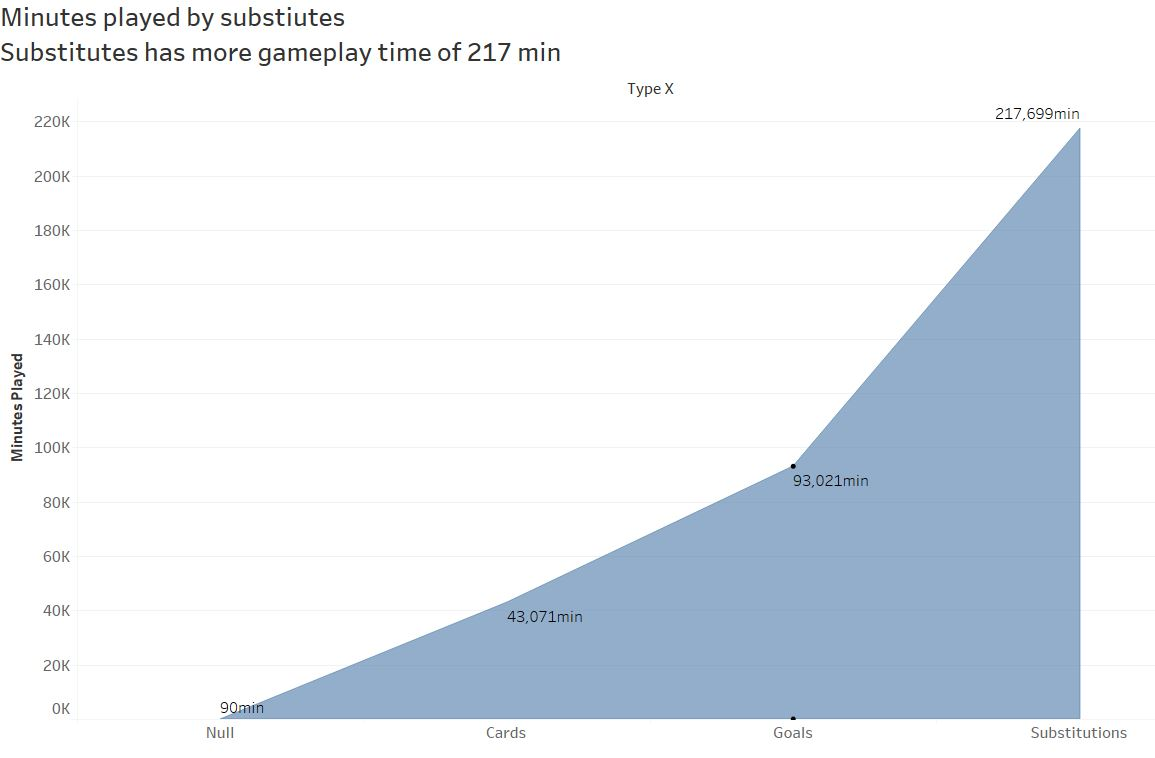 Minutes played by substiutes
Substitutes has more gameplay time of 217 min
Type X
217,699min
220K
200K
180K
160K
140K
120K
100K
80K
60K
40K
20K
0K
Minutes Played
93,021min
43,071min
90min
Null Cards Goals Substitutions